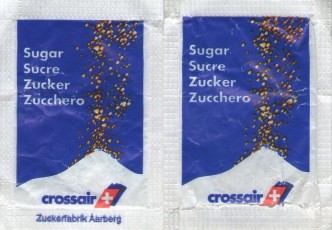 Sugar
Sucre
Zucker
Zucchero
crossair
Zuckerfabrik Aarberg
Sugar
Sucre
Zucker
Zucchero
crossair